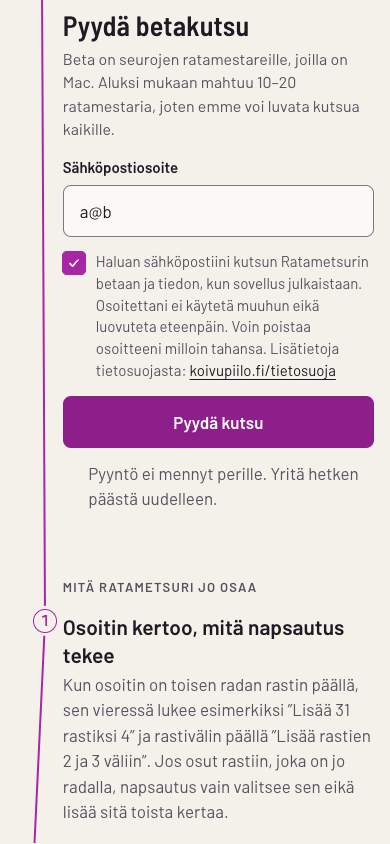 Pyydä betakutsu
Beta on seurojen ratamestareille, joilla on
Mac. Aluksi mukaan mahtuu 10–20
ratamestaria, joten emme voi luvata kutsua
kaikille.
Sähköpostiosoite
a@b
Haluan sähköpostiini kutsun Ratametsurin
betaan ja tiedon, kun sovellus julkaistaan.
Osoitettani ei käytetä muuhun eikä
luovuteta eteenpäin. Voin poistaa
osoitteeni milloin tahansa. Lisätietoja
tietosuojasta: koivupiilo.fi/tietosuoja
Pyydä kutsu
Pyyntö ei mennyt perille. Yritä hetken
päästä uudelleen.
MITÄ RATAMETSURI JO OSAA
1
Osoitin kertoo, mitä napsautus
tekee
Kun osoitin on toisen radan rastin päällä,
sen vieressä lukee esimerkiksi ”Lisää 31
rastiksi 4” ja rastivälin päällä ”Lisää rastien
2 ja 3 väliin”. Jos osut rastiin, joka on jo
radalla, napsautus vain valitsee sen eikä
lisää sitä toista kertaa.